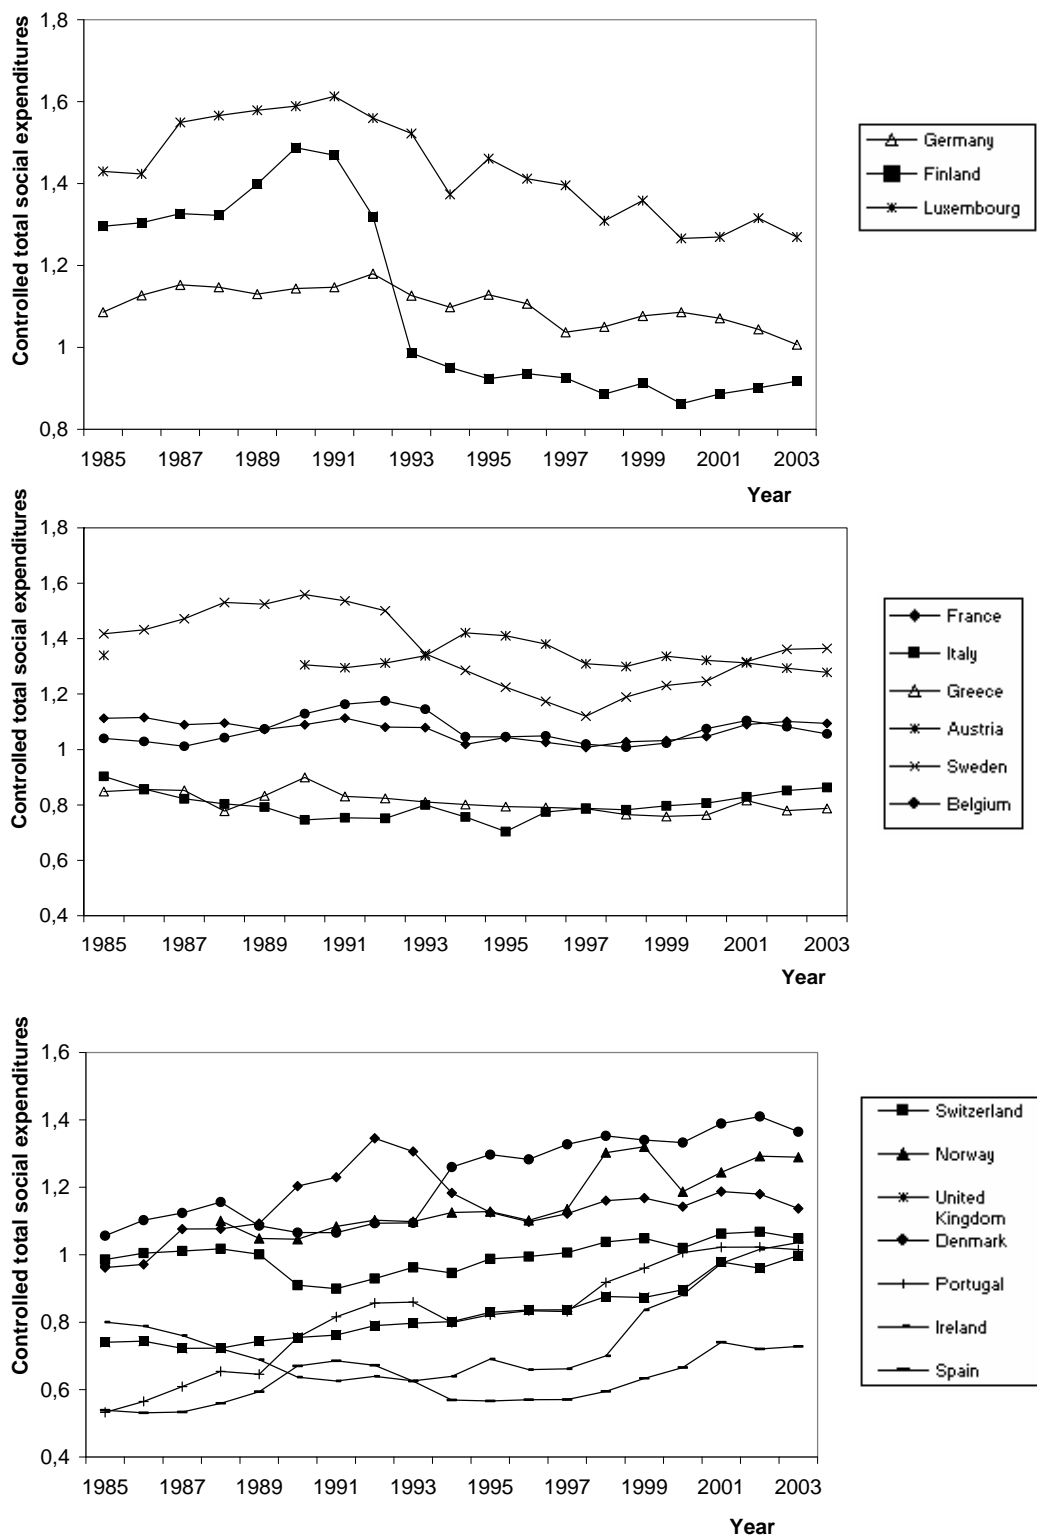 Controlled total social expenditures
1,8
1,6
1,4
1,2
1
0,8
1985 1987 1989 1991 1993 1995 1997 1999 2001 2003
Year
Germany
Finland
Luxembourg
Controlled total social expenditures
1,8
1,6
1,4
1,2
1
0,8
0,6
0,4
1985 1987 1989 1991 1993 1995 1997 1999 2001 2003
Year
France
Italy
Greece
Austria
Sweden
Belgium
Controlled total social expenditures
1,6
1,4
1,2
1
0,8
0,6
0,4
1985 1987 1989 1991 1993 1995 1997 1999 2001 2003
Year
Switzerland
Norway
United
Kingdom
Denmark
Portugal
Ireland
Spain